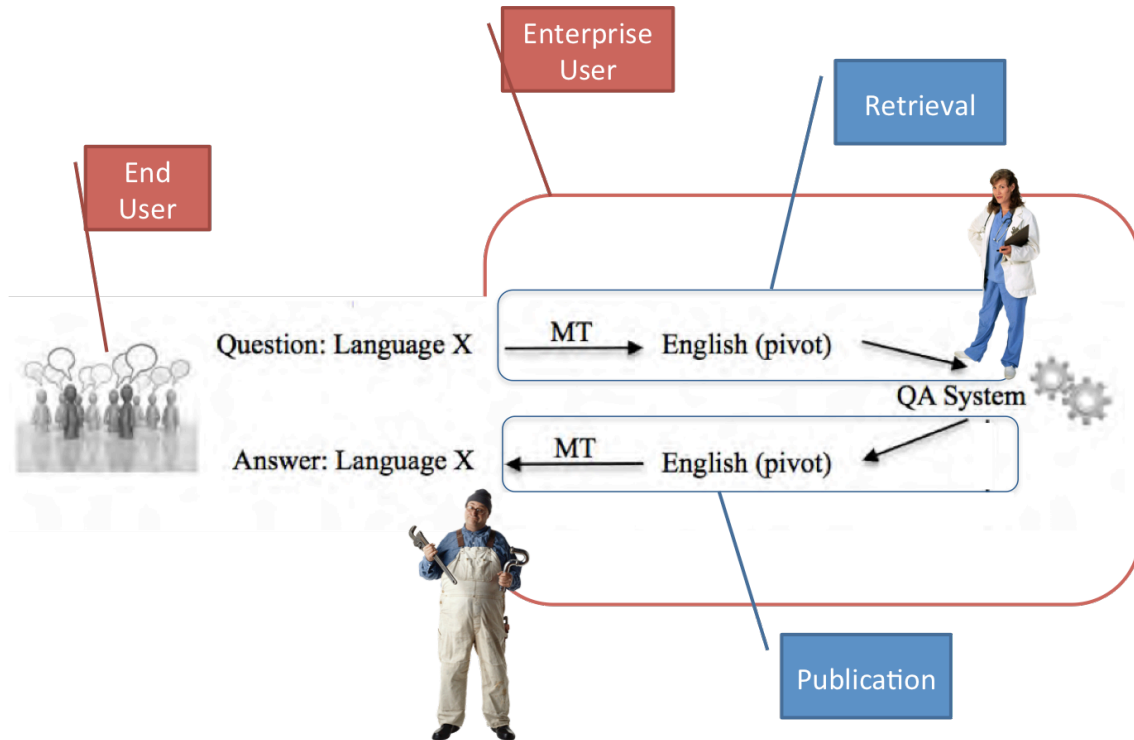 Enterprise
User
Retrieval
End
User
Question: Language X
MT
English (pivot)
QA System
Answer: Language X
MT
English (pivot)
Publication